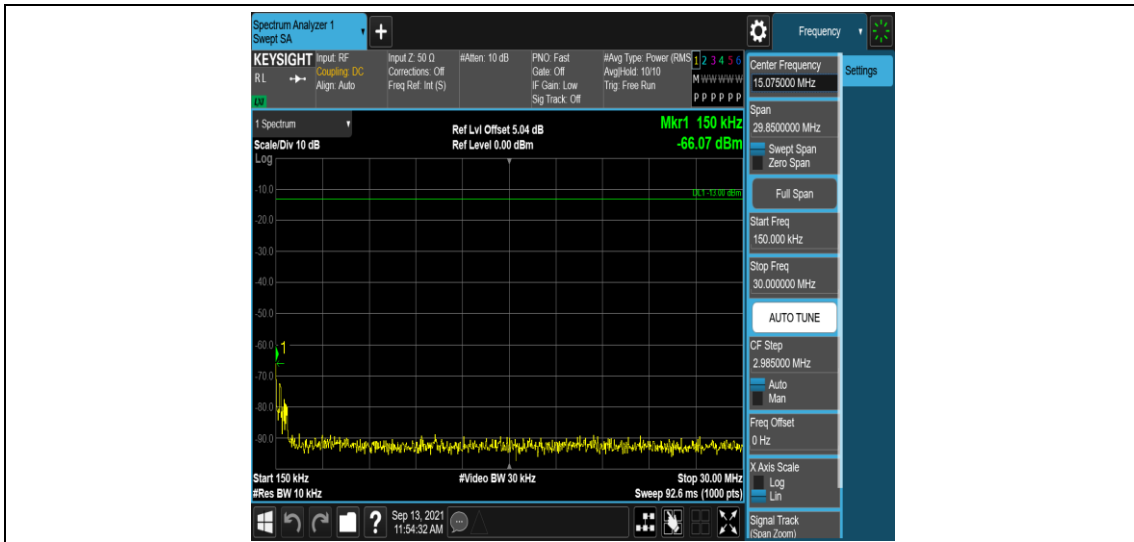 Spectrum Analyzer 1
Swept SA
+
Frequency
KEYSIGHT
RL
LXI
Input: RF
Coupling: DC
Align: Auto
Input Z: 50 Ω
Corrections: Off
Freq Ref: Int (S)
#Atten: 10 dB
PNO: Fast
Gate: Off
IF Gain: Low
Sig Track: Off
#Avg Type: Power (RMS
Avg|Hold: 10/10
Trig: Free Run
1 2 3 4 5 6
M W W W W W
P P P P P P
Center Frequency
15.075000 MHz
Settings
Span
29.8500000 MHz
Swept Span
Zero Span
Full Span
Start Freq
150.000 kHz
Stop Freq
30.000000 MHz
AUTO TUNE
CF Step
2.985000 MHz
Auto
Man
Freq Offset
0 Hz
X Axis Scale
Log
Lin
Signal Track
(Span Zoom)
1 Spectrum
Scale/Div 10 dB
Log
Ref Lvl Offset 5.04 dB
Ref Level 0.00 dBm
Mkr1 150 kHz
-66.07 dBm
DL1 -13.00 dBm
-10.0
-20.0
-30.0
-40.0
-50.0
-60.0
1
-70.0
-80.0
-90.0
Start 150 kHz
#Video BW 30 kHz
Stop 30.00 MHz
#Res BW 10 kHz
Sweep 92.6 ms (1000 pts)
?
Sep 13, 2021
11:54:32 AM